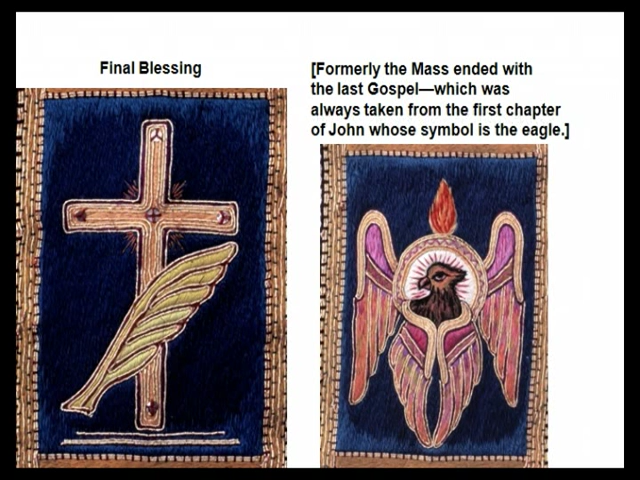 Final Blessing
[Formerly the Mass ended with
the last Gospel—which was
always taken from the first chapter
of John whose symbol is the eagle.]